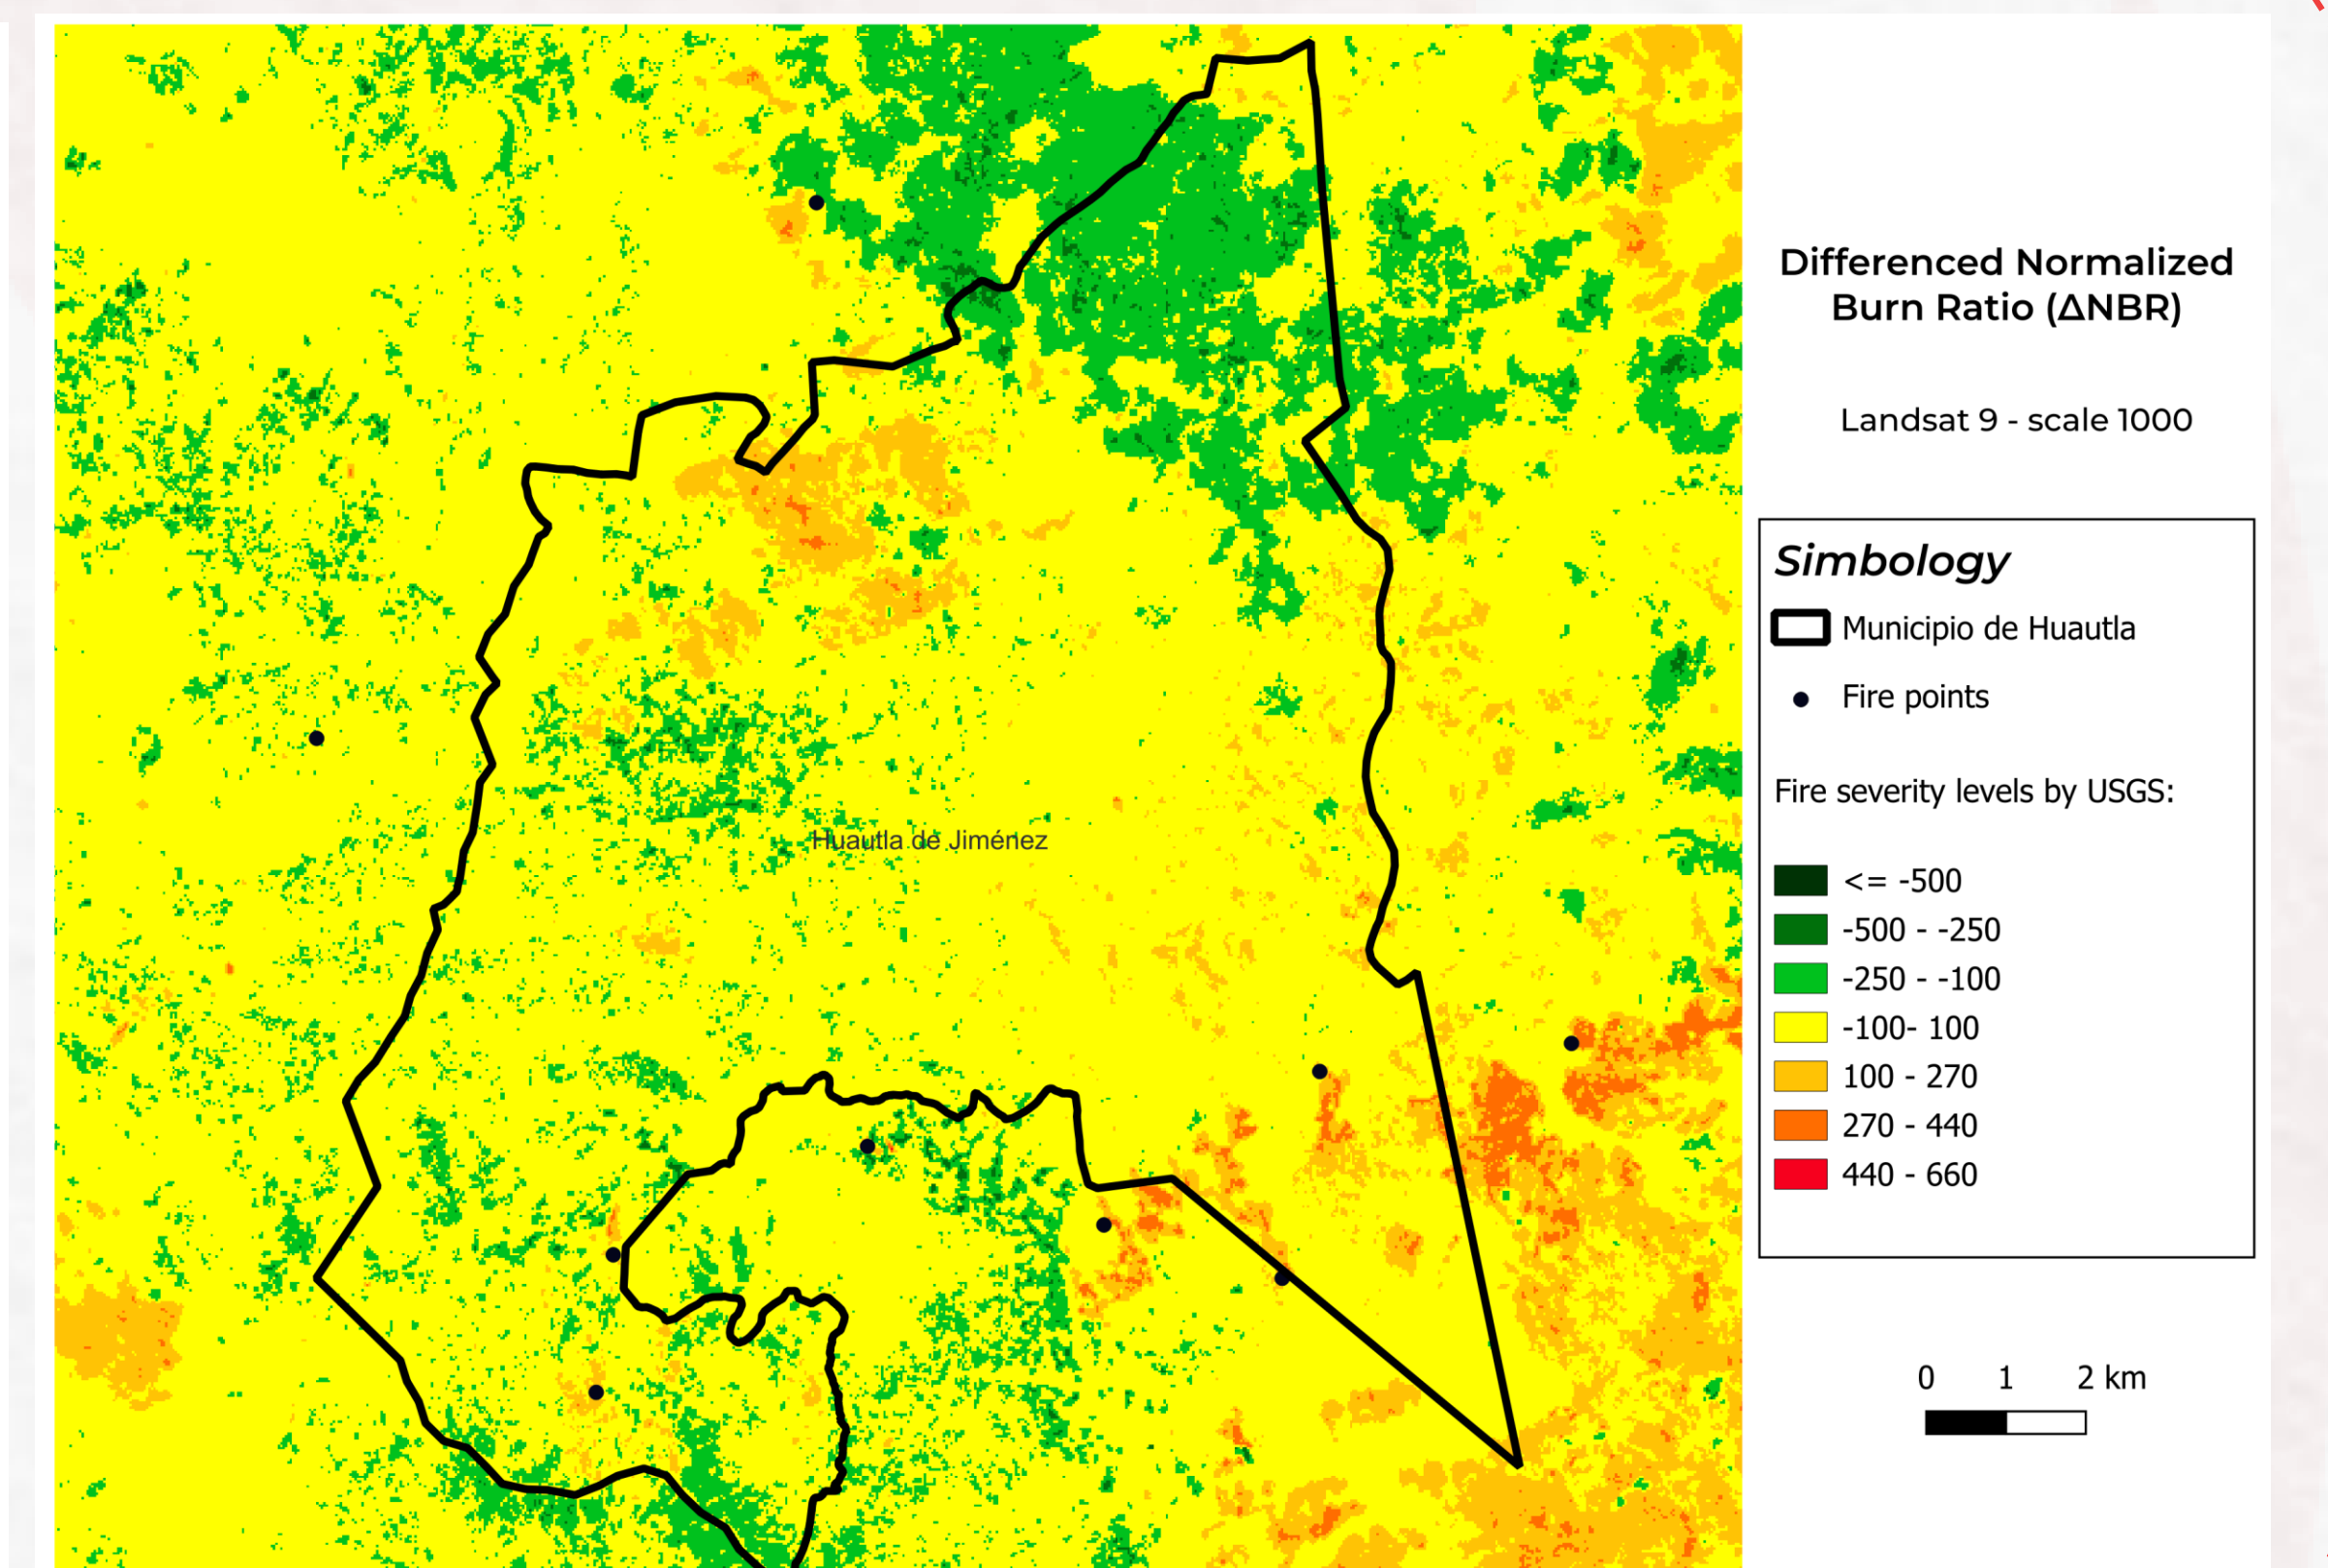 Differenced Normalized
Burn Ratio (ΔNBR)
Landsat 9 - scale 1000
Simbology
Municipio de Huautla
Fire points
Fire severity levels by USGS:
<= -500
-500 - -250
-250 - -100
-100- 100
100 - 270
270 - 440
440 - 660
0 1 2 km
Huautla de Jiménez